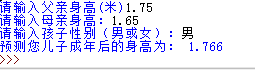 请输入父亲身高(米)1.75
请输入母亲身高: 1.65
请输入孩子性别（男或女）: 男
预测您儿子成年后的身高为:  1.766
>>>